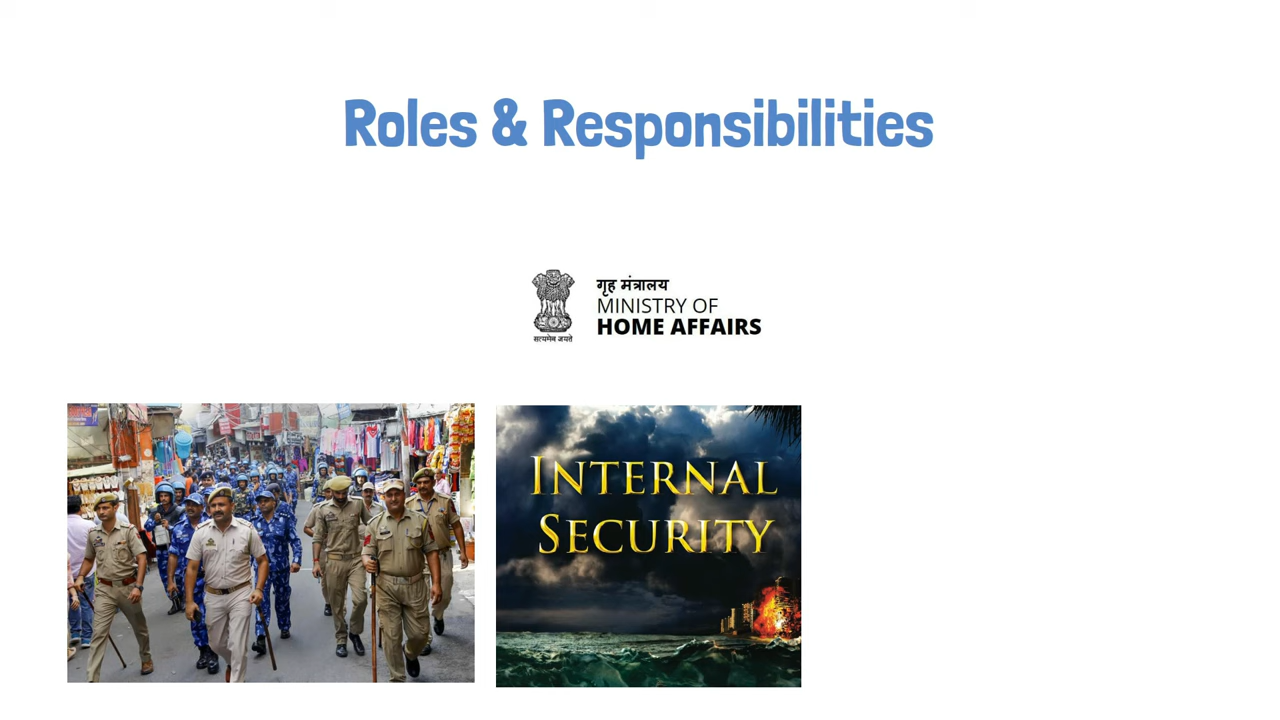 Roles & Responsibilities
गृह मंत्रालय
MINISTRY OF
HOME AFFAIRS
सत्यमेव जयते
INTERNAL
SECURITY